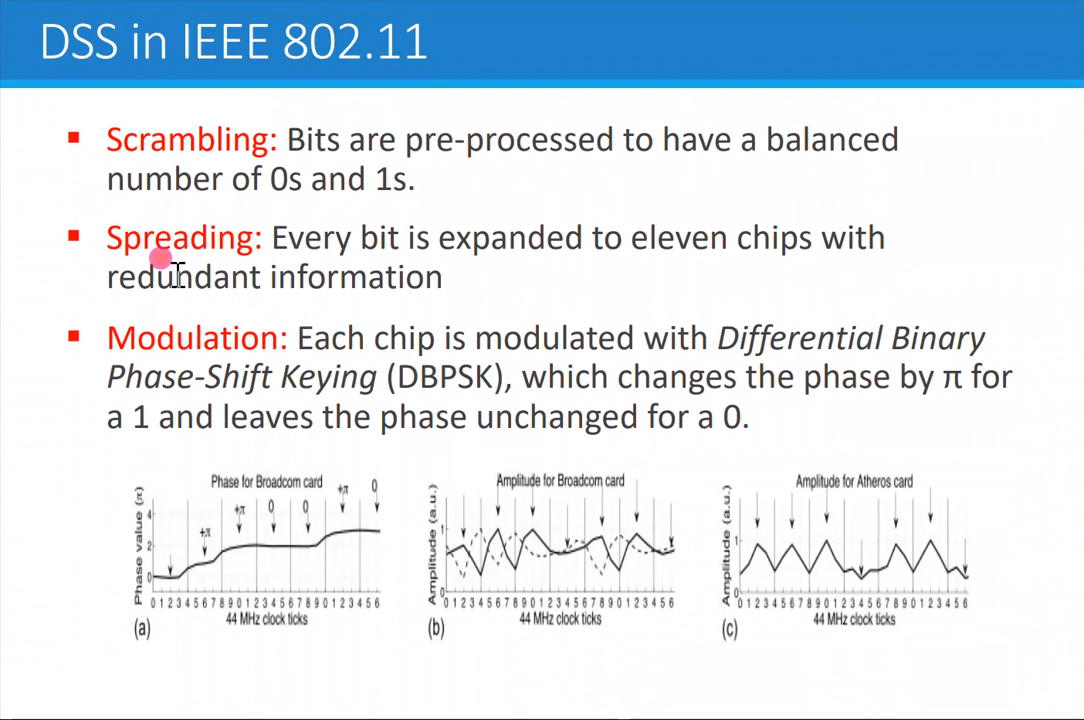 DSS in IEEE 802.11
Scrambling: Bits are pre-processed to have a balanced
number of 0s and 1s.
Spreading: Every bit is expanded to eleven chips with
redundant information
Modulation: Each chip is modulated with Differential Binary
Phase-Shift Keying (DBPSK), which changes the phase by π for
a 1 and leaves the phase unchanged for a 0.
Phase for Broadcom card
+π +π 0 0 +π 0
Phase value (π)
4
2
0
0 1 2 3 4 5 6 7 8 9 0 1 2 3 4 5 6 7 8 9 0 1 2 3 4 5 6
44 MHz clock ticks
(a)
Amplitude for Broadcom card
Amplitude (a.u.)
1
0
0 1 2 3 4 5 6 7 8 9 0 1 2 3 4 5 6 7 8 9 0 1 2 3 4 5 6
44 MHz clock ticks
(b)
Amplitude for Atheros card
Amplitude (a.u.)
1
0
0 1 2 3 4 5 6 7 8 9 0 1 2 3 4 5 6 7 8 9 0 1 2 3 4 5 6
44 MHz clock ticks
(c)